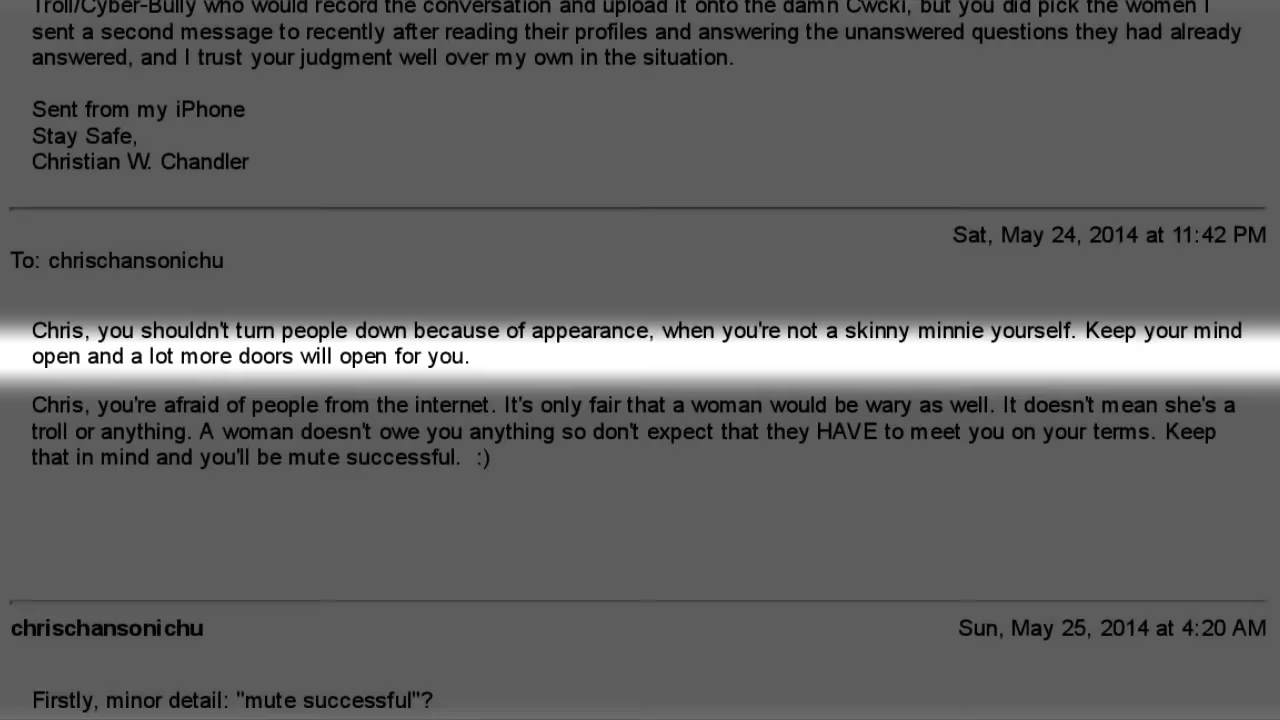 Troll/Cyber-Bully who would record the conversation and upload it onto the damn Cwcki, but you did pick the women I
sent a second message to recently after reading their profiles and answering the unanswered questions they had already
answered, and I trust your judgment well over my own in the situation.
Sent from my iPhone
Stay Safe,
Christian W. Chandler
Sat, May 24, 2014 at 11:42 PM
To: chrischansonichu
Chris, you shouldn't turn people down because of appearance, when you're not a skinny minnie yourself. Keep your mind
open and a lot more doors will open for you.
Chris, you're afraid of people from the internet. It's only fair that a woman would be wary as well. It doesn't mean she's a
troll or anything. A woman doesn't owe you anything so don't expect that they HAVE to meet you on your terms. Keep
that in mind and you'll be mute successful. :)
chrischansonichu
Sun, May 25, 2014 at 4:20 AM
Firstly, minor detail: "mute successful"?